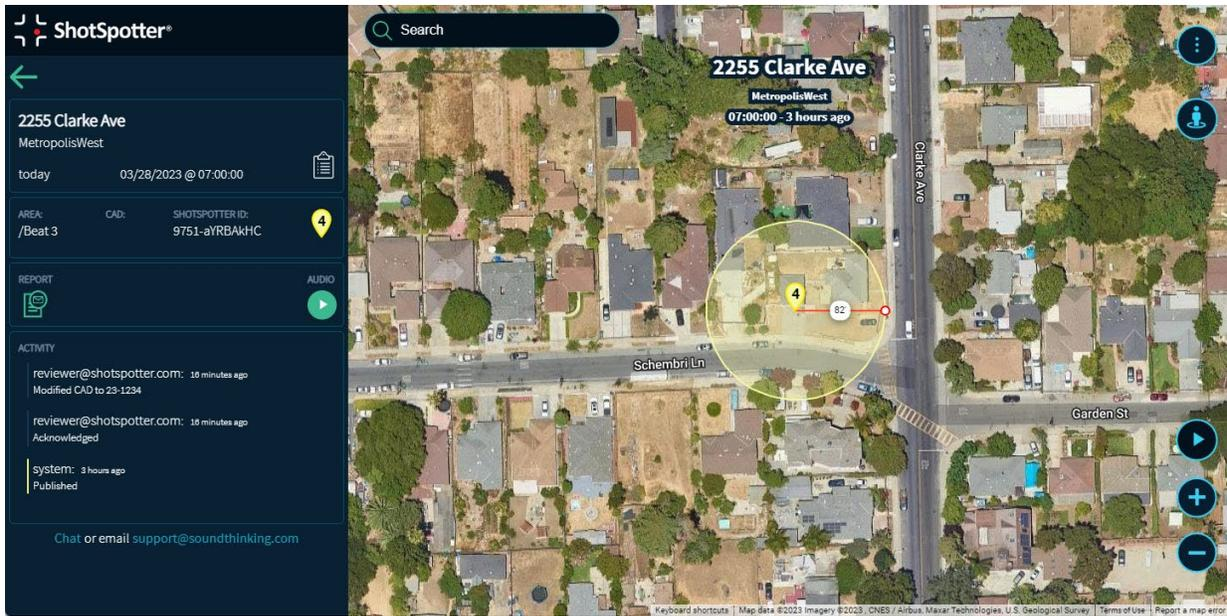 ShotSpotter®
2255 Clarke Ave
MetropolisWest
today 03/28/2023 @ 07:00:00
AREA: CAD: SHOTSPOTTER ID:
/Beat 3 9751-aYRBAkHC 4
REPORT AUDIO
ACTIVITY
reviewer@shotspotter.com: 16 minutes ago
Modified CAD to 23-1234
reviewer@shotspotter.com: 16 minutes ago
Acknowledged
system: 3 hours ago
Published
Chat or email support@soundthinking.com
Search
2255 Clarke Ave
MetropolisWest
07:00:00 - 3 hours ago
Clarke Ave
4
82'
Schembri Ln
Garden St
Keyboard shortcuts Map data ©2023 Imagery ©2023 , CNES / Airbus, Maxar Technologies, U.S. Geological Survey Terms of Use Report a map error